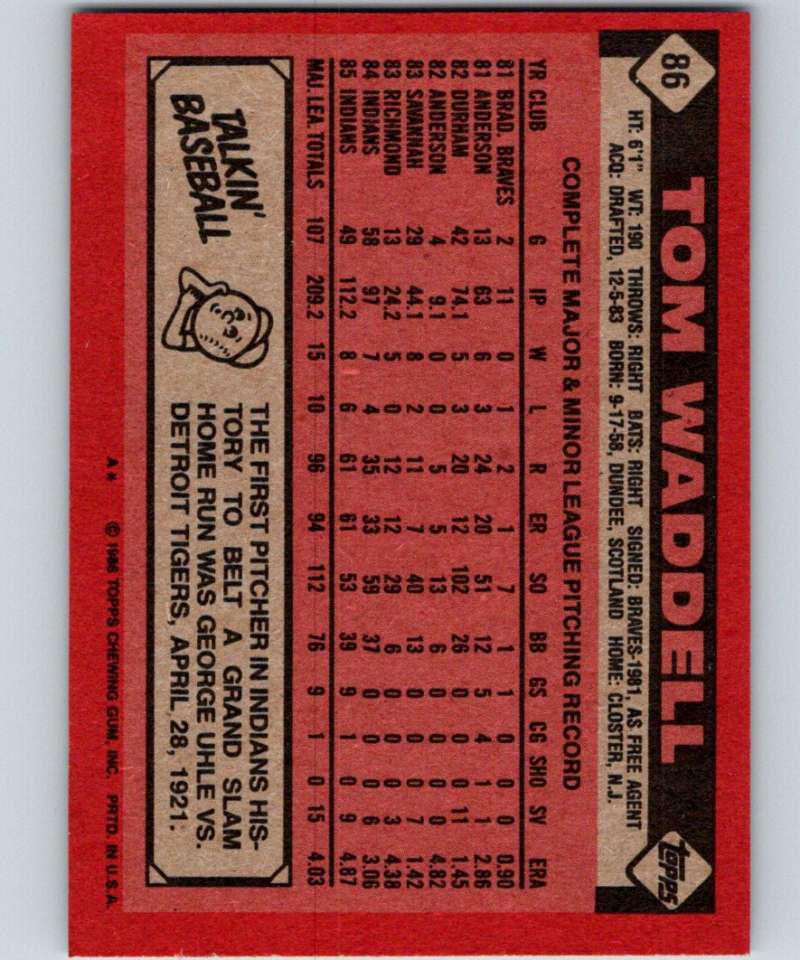 86
TOM WADDELL
topps
HT: 6'1" WT: 190 THROWS: RIGHT BATS: RIGHT SIGNED: BRAVES-1981, AS FREE AGENT
ACQ: DRAFTED, 12-5-83 BORN: 9-17-58, DUNDEE, SCOTLAND HOME: CLOSTER, N.J.
COMPLETE MAJOR & MINOR LEAGUE PITCHING RECORD
YR CLUB G IP W L R ER SO BB GS CG SHO SV ERA
81 BRAD. BRAVES 2 11 0 1 2 1 7 1 1 0 0 0 0.90
81 ANDERSON 13 63 6 3 24 20 51 12 5 4 1 1 2.86
82 DURHAM 42 74.1 5 3 20 12 102 26 0 0 0 11 1.45
82 ANDERSON 4 9.1 0 0 5 5 13 6 0 0 0 0 4.82
83 SAVANNAH 29 44.1 8 2 11 7 40 13 0 0 0 7 1.42
83 RICHMOND 13 24.2 5 0 12 12 29 6 0 0 0 3 4.38
84 INDIANS 58 97 7 4 35 33 59 37 0 0 0 6 3.06
85 INDIANS 49 112.2 8 6 61 61 53 39 9 1 0 9 4.87
MAJ. LEA. TOTALS 107 209.2 15 10 96 94 112 76 9 1 0 15 4.03
TALKIN'
BASEBALL
THE FIRST PITCHER IN INDIANS HIS-
TORY TO BELT A GRAND SLAM
HOME RUN WAS GEORGE UHLE VS.
DETROIT TIGERS, APRIL 28, 1921.
A* © 1986 TOPPS CHEWING GUM, INC. PRTD. IN U.S.A.